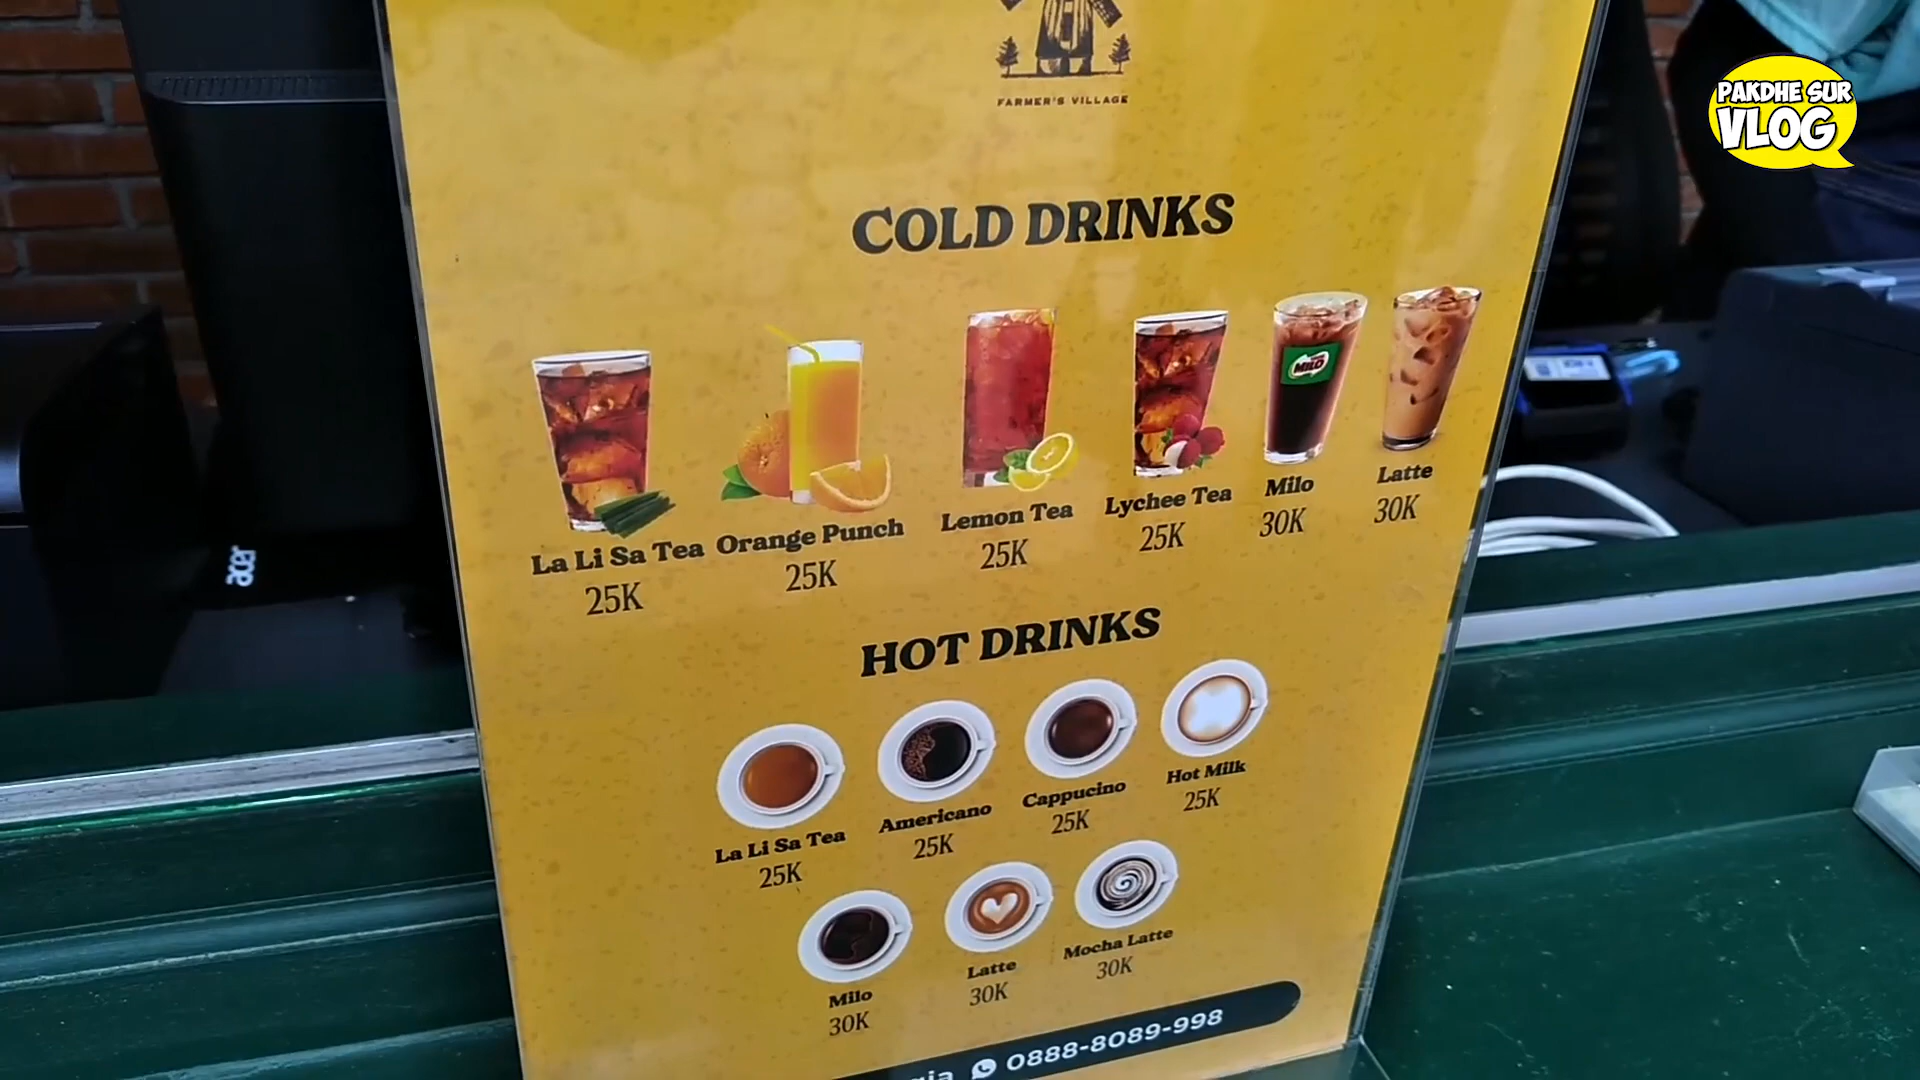 FARMER'S VILLAGE
PAKDHE SUR
VLOG
COLD DRINKS
La Li Sa Tea
25K
Orange Punch
25K
Lemon Tea
25K
Lychee Tea
25K
MILO
Milo
30K
Latte
30K
acer
HOT DRINKS
La Li Sa Tea
25K
Americano
25K
Cappucino
25K
Hot Milk
25K
Milo
30K
Latte
30K
Mocha Latte
30K
0888-8089-998